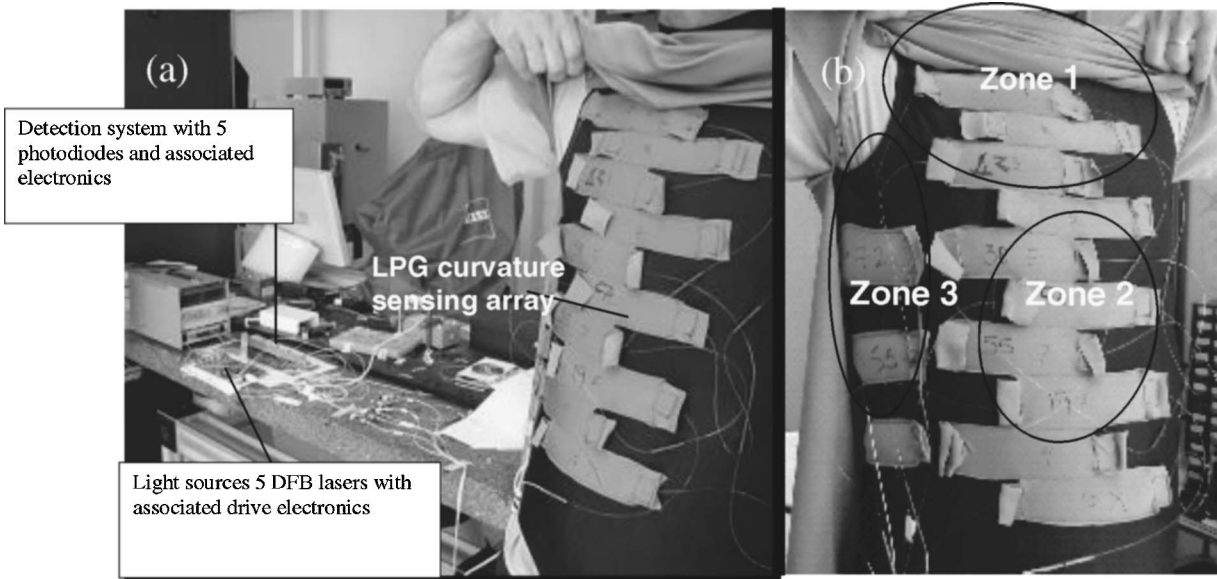 (a)
Detection system with 5
photodiodes and associated
electronics
LPG curvature
sensing array
Light sources 5 DFB lasers with
associated drive electronics
(b)
Zone 1
Zone 3
Zone 2
55